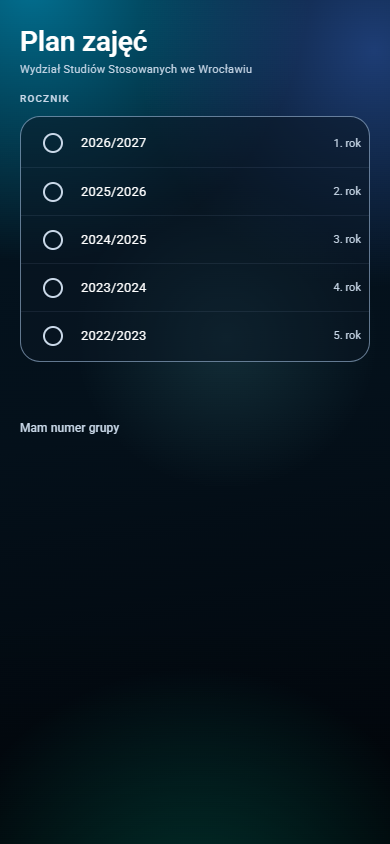 Plan zajęć
Wydział Studiów Stosowanych we Wrocławiu
ROCZNIK
2026/2027 1. rok
2025/2026 2. rok
2024/2025 3. rok
2023/2024 4. rok
2022/2023 5. rok
Mam numer grupy